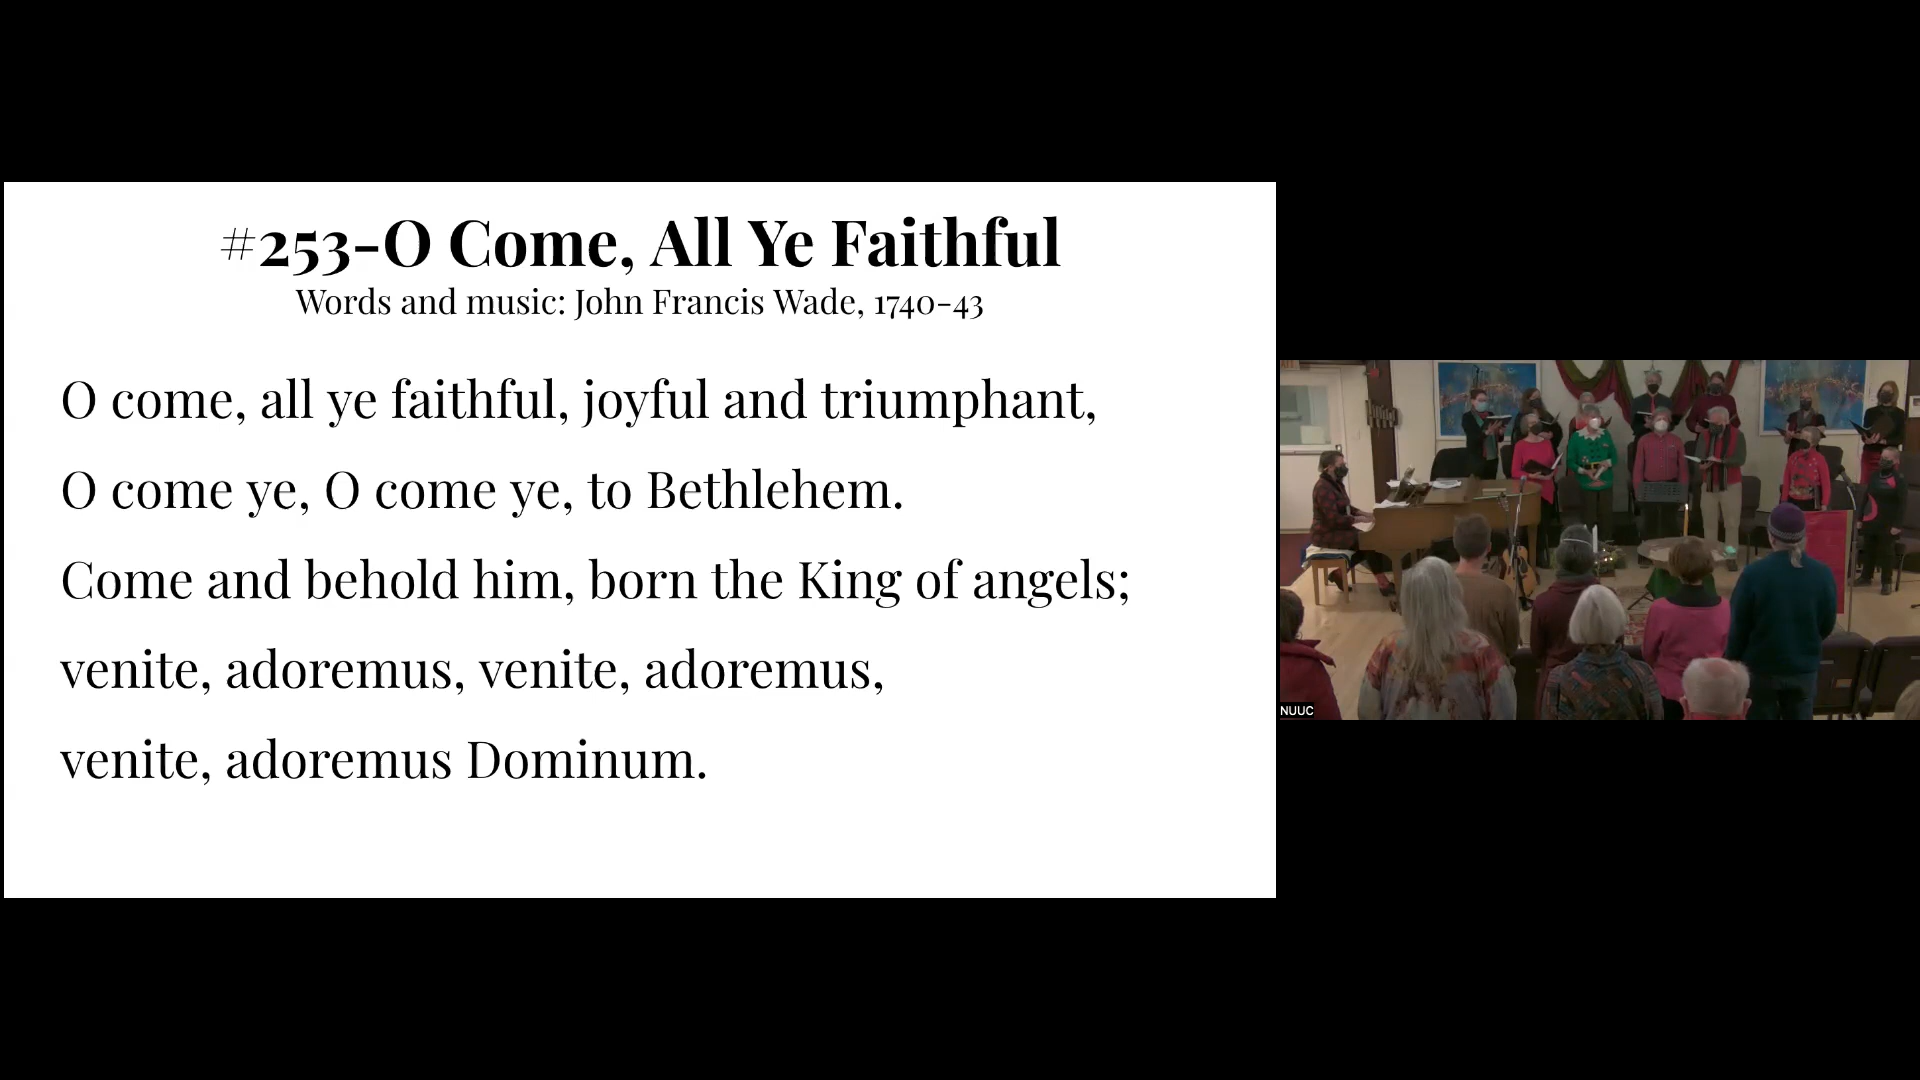 #253-O Come, All Ye Faithful
Words and music: John Francis Wade, 1740-43
O come, all ye faithful, joyful and triumphant,
O come ye, O come ye, to Bethlehem.
Come and behold him, born the King of angels;
venite, adoremus, venite, adoremus,
venite, adoremus Dominum.
NUUC